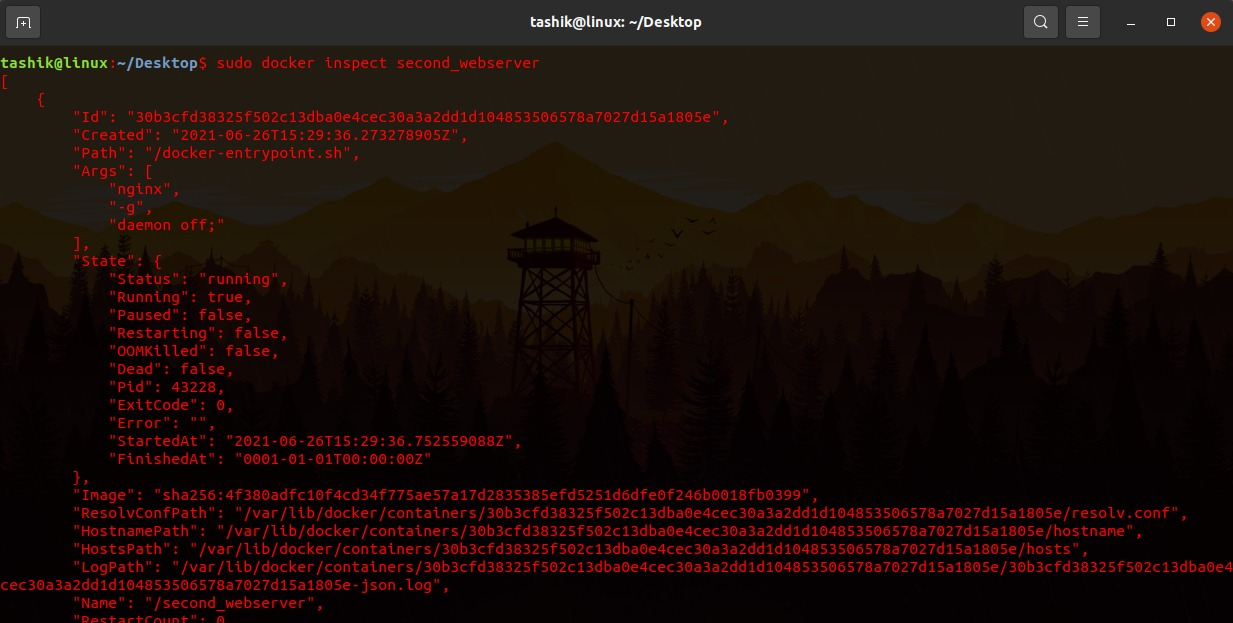 tashik@linux: ~/Desktop
tashik@linux:~/Desktop$ sudo docker inspect second_webserver
[
    {
        "Id": "30b3cfd38325f502c13dba0e4cec30a3a2dd1d104853506578a7027d15a1805e",
        "Created": "2021-06-26T15:29:36.273278905Z",
        "Path": "/docker-entrypoint.sh",
        "Args": [
            "nginx",
            "-g",
            "daemon off;"
        ],
        "State": {
            "Status": "running",
            "Running": true,
            "Paused": false,
            "Restarting": false,
            "OOMKilled": false,
            "Dead": false,
            "Pid": 43228,
            "ExitCode": 0,
            "Error": "",
            "StartedAt": "2021-06-26T15:29:36.752559088Z",
            "FinishedAt": "0001-01-01T00:00:00Z"
        },
        "Image": "sha256:4f380adfc10f4cd34f775ae57a17d2835385efd5251d6dfe0f246b0018fb0399",
        "ResolvConfPath": "/var/lib/docker/containers/30b3cfd38325f502c13dba0e4cec30a3a2dd1d104853506578a7027d15a1805e/resolv.conf",
        "HostnamePath": "/var/lib/docker/containers/30b3cfd38325f502c13dba0e4cec30a3a2dd1d104853506578a7027d15a1805e/hostname",
        "HostsPath": "/var/lib/docker/containers/30b3cfd38325f502c13dba0e4cec30a3a2dd1d104853506578a7027d15a1805e/hosts",
        "LogPath": "/var/lib/docker/containers/30b3cfd38325f502c13dba0e4cec30a3a2dd1d104853506578a7027d15a1805e/30b3cfd38325f502c13dba0e4
cec30a3a2dd1d104853506578a7027d15a1805e-json.log",
        "Name": "/second_webserver",
        "RestartCount": 0